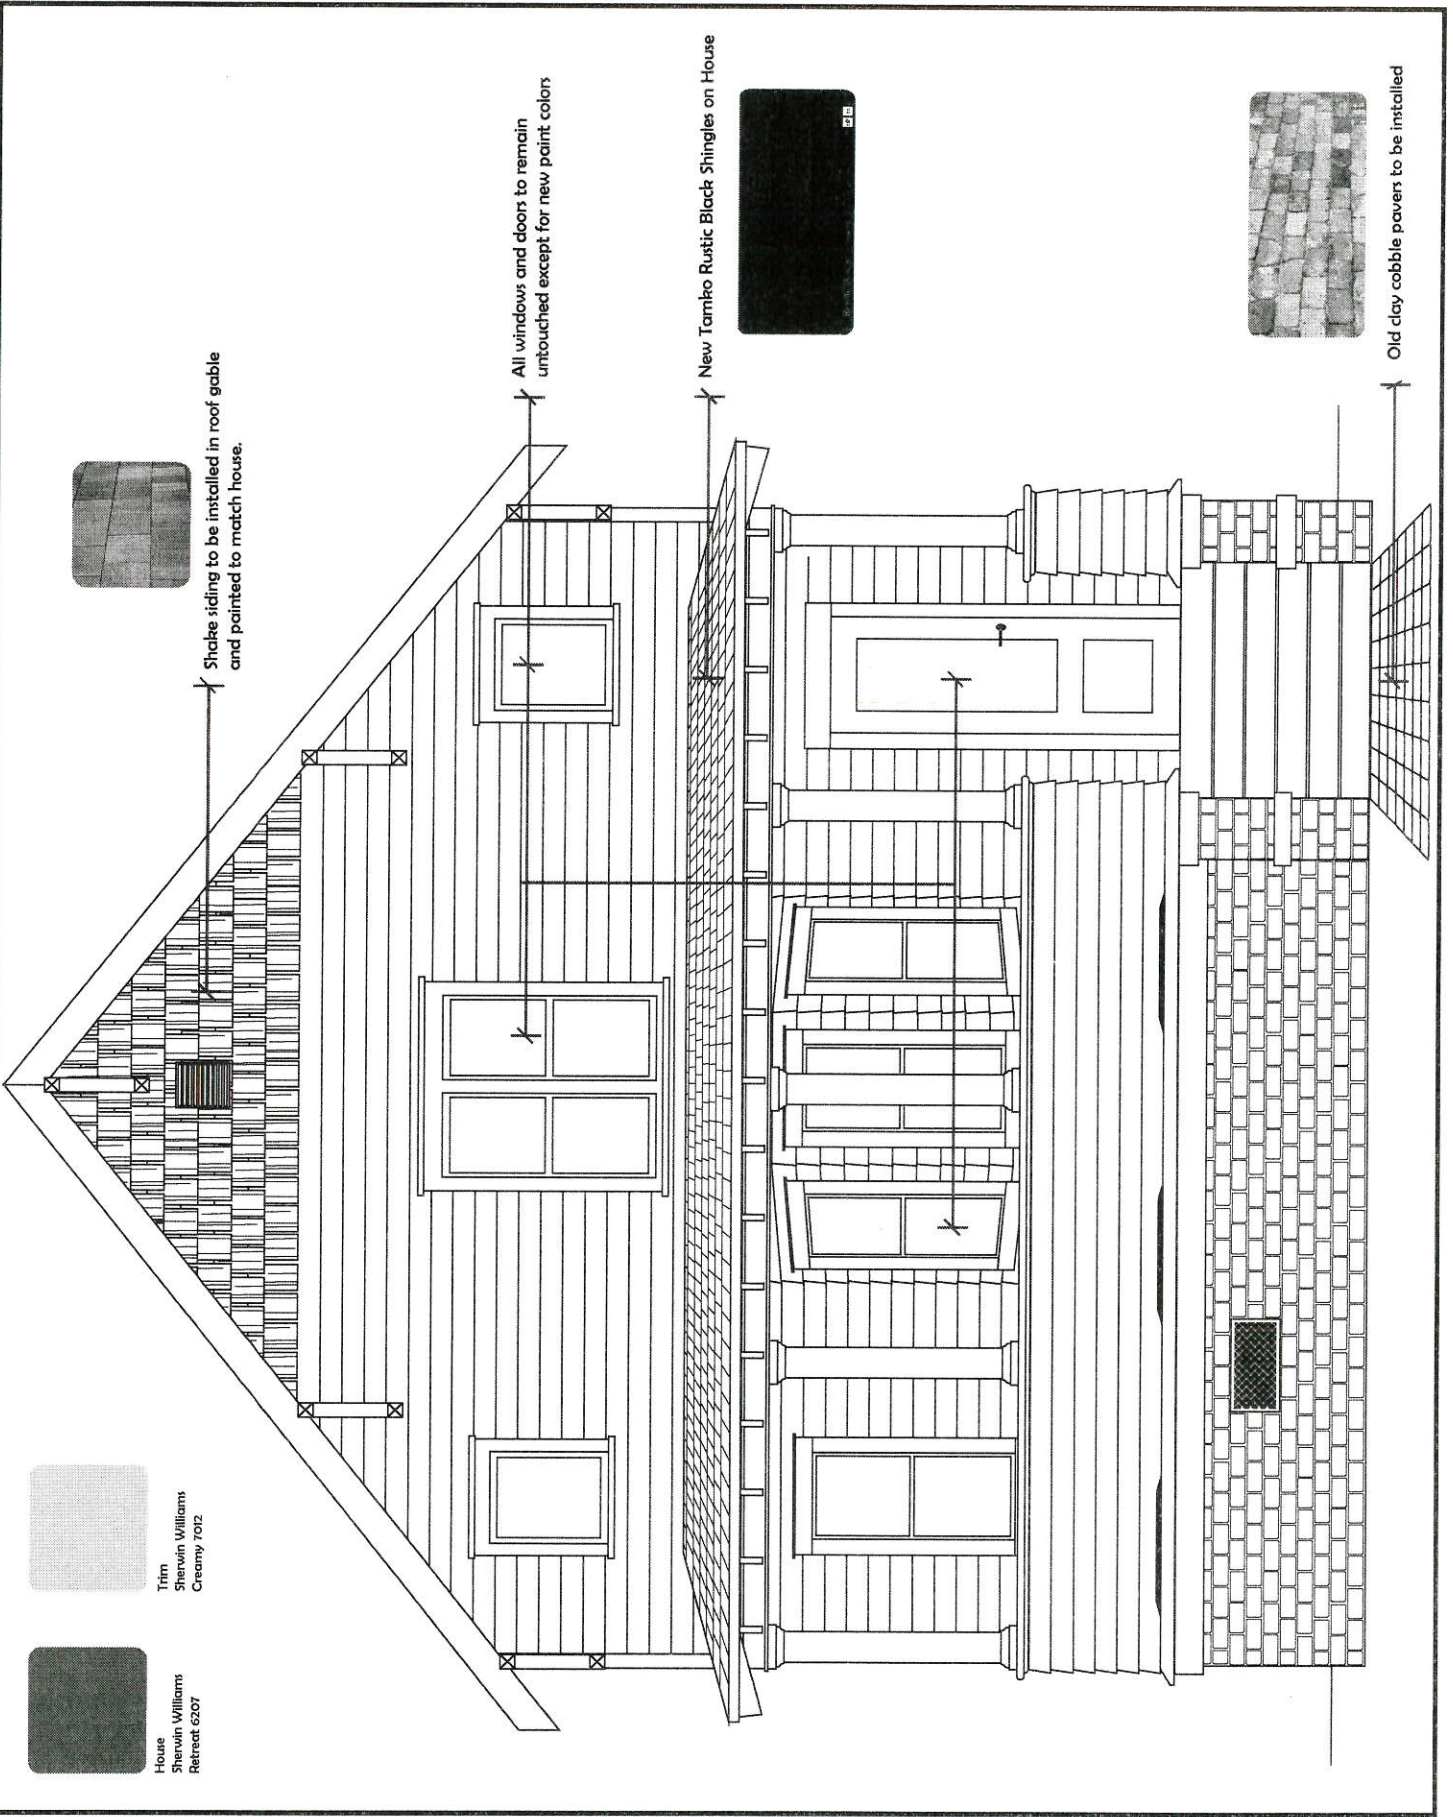 House
Sherwin Williams
Retreat 6207
Trim
Sherwin Williams
Creamy 7012
Shake siding to be installed in roof gable
and painted to match house.
All windows and doors to remain
untouched except for new paint colors
New Tamko Rustic Black Shingles on House
Old clay cobble pavers to be installed